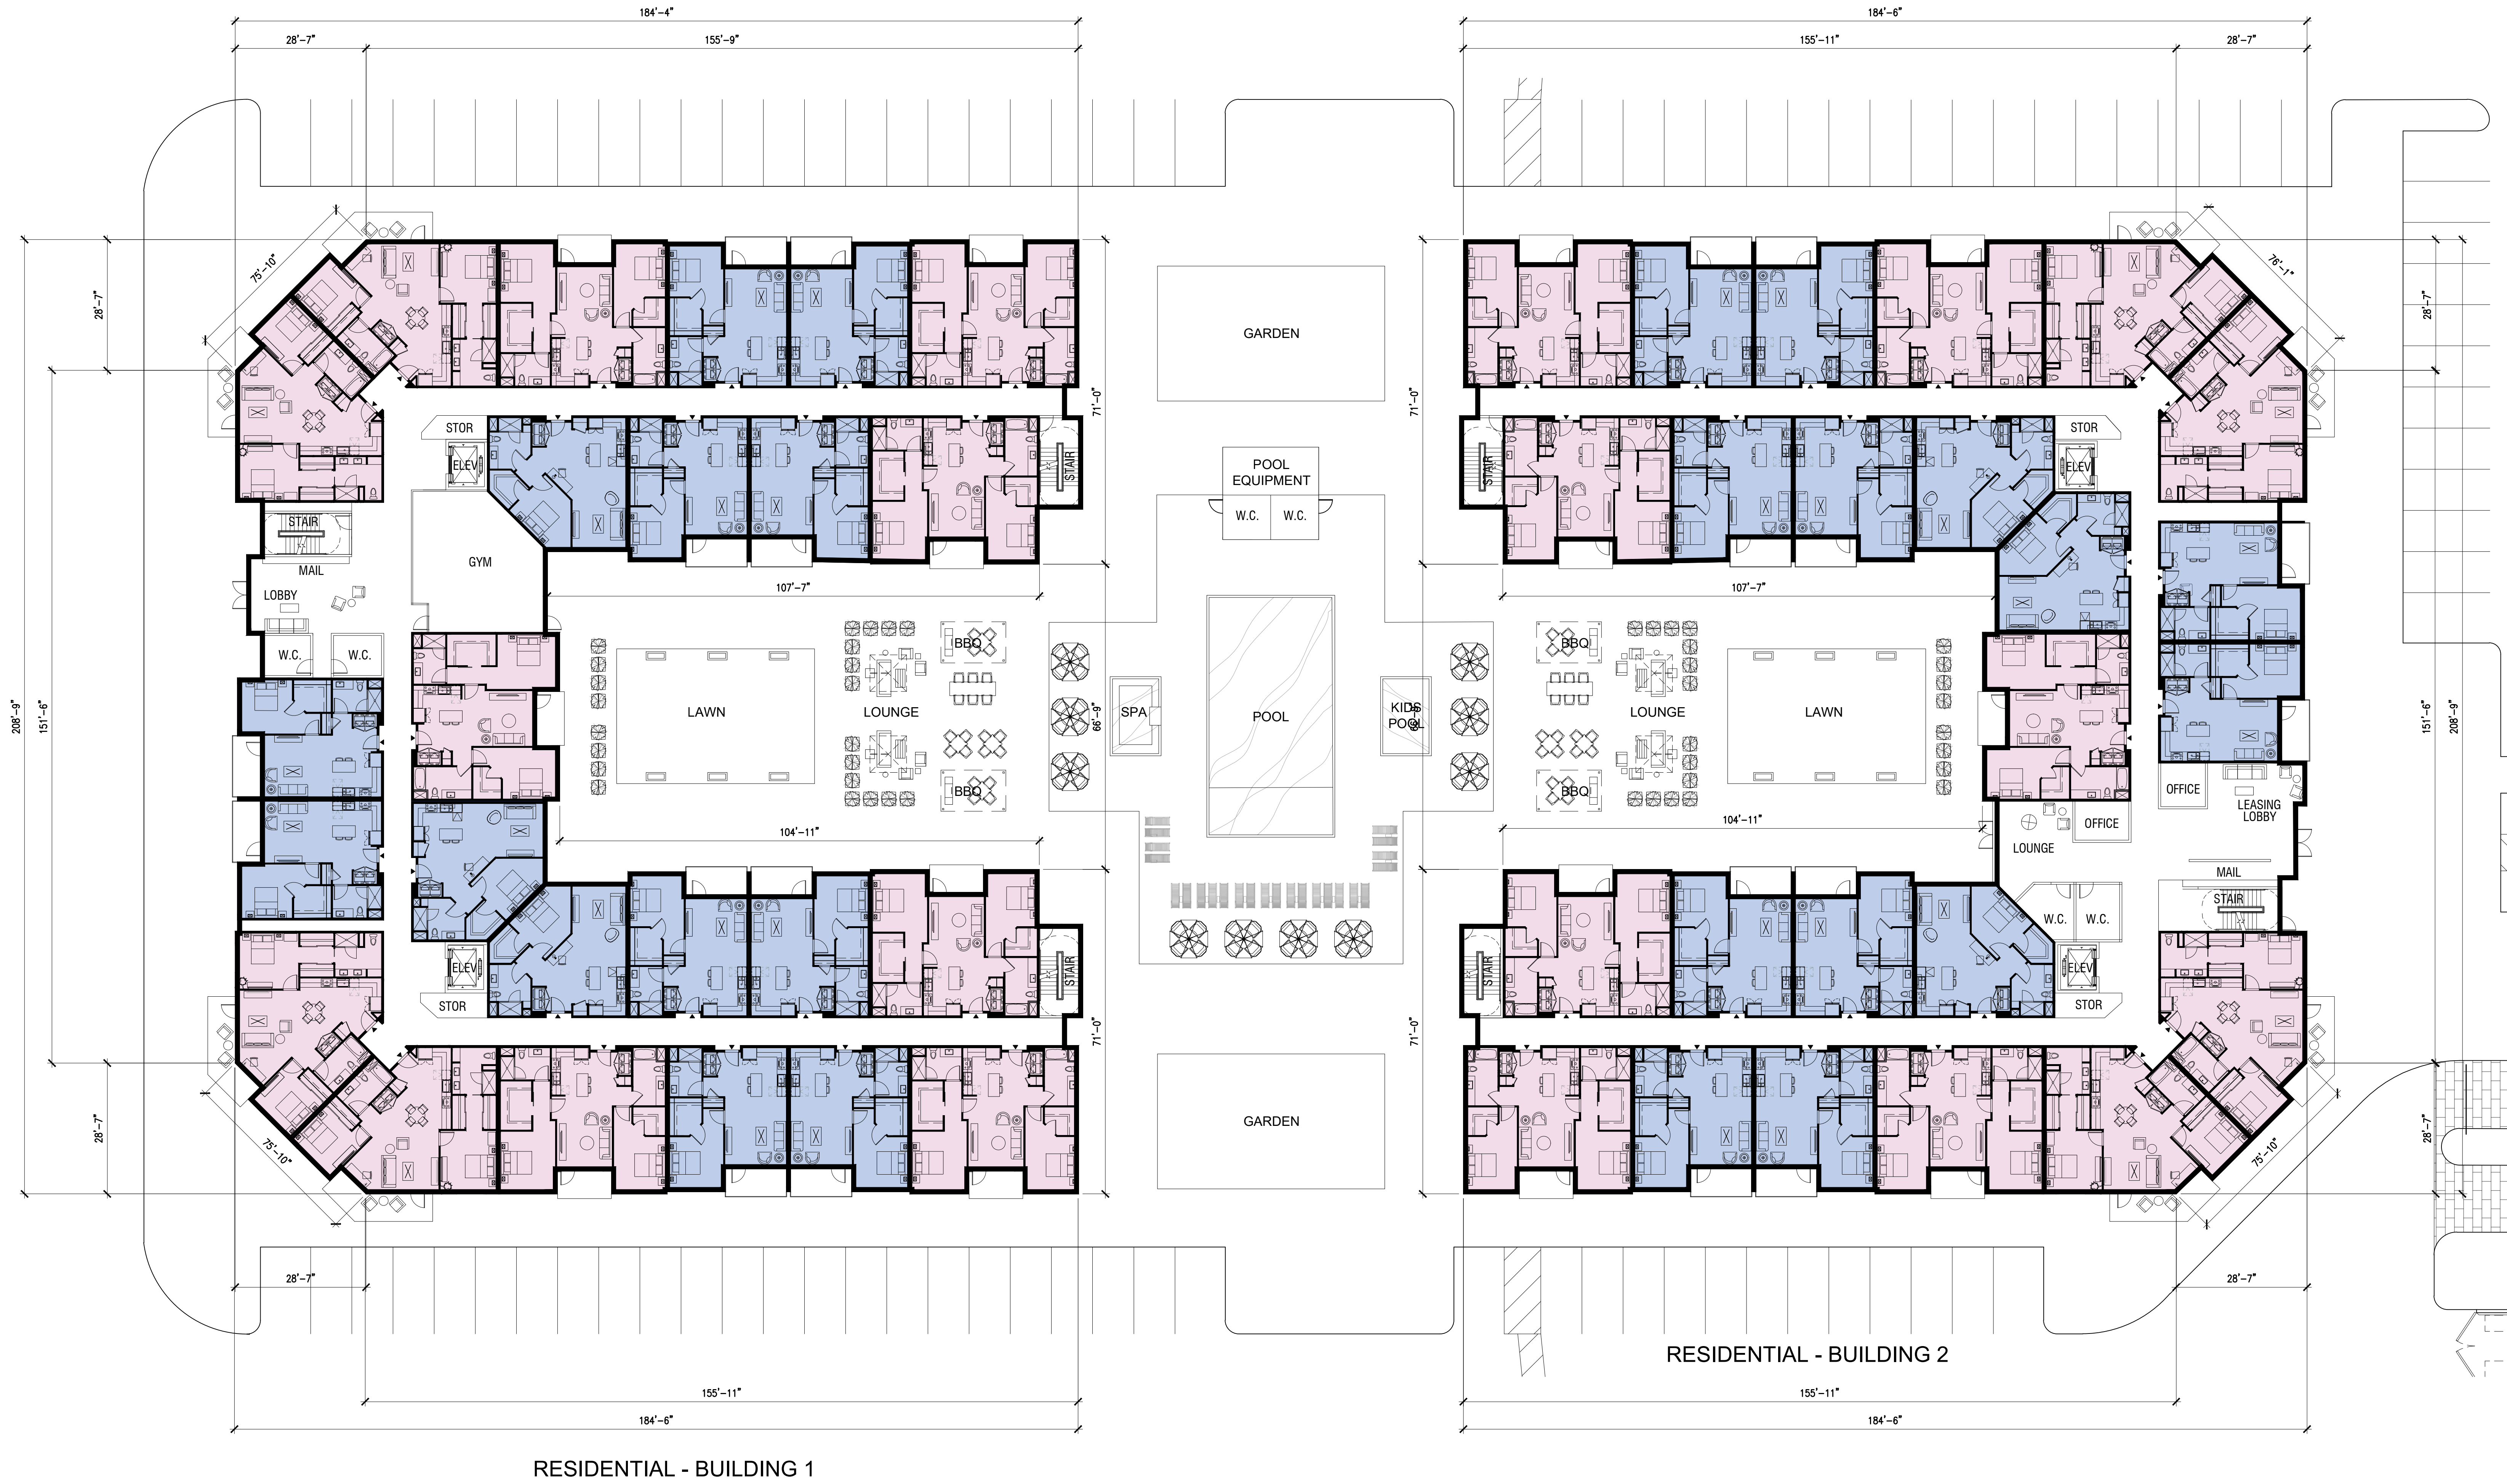 184'-4"
184'-6"
28'-7"
155'-9"
155'-11"
28'-7"
75'-10"
76'-1"
28'-7"
28'-7"
GARDEN
71'-0"
71'-0"
STOR
STOR
ELEV
STAIR
STAIR
ELEV
POOL
EQUIPMENT
W.C.
W.C.
STAIR
MAIL
GYM
LOBBY
107'-7"
107'-7"
W.C.
W.C.
BBQ
BBQ
208'-9"
151'-6"
LAWN
LOUNGE
66'-9"
SPA
POOL
KIDS
POOL
LOUNGE
LAWN
151'-6"
208'-9"
BBQ
BBQ
OFFICE
LEASING
LOBBY
OFFICE
104'-11"
104'-11"
LOUNGE
MAIL
STAIR
W.C.
W.C.
ELEV
STAIR
STAIR
ELEV
STOR
STOR
71'-0"
71'-0"
28'-7"
28'-7"
GARDEN
75'-10"
75'-10"
28'-7"
28'-7"
RESIDENTIAL - BUILDING 2
155'-11"
155'-11"
184'-6"
184'-6"
RESIDENTIAL - BUILDING 1